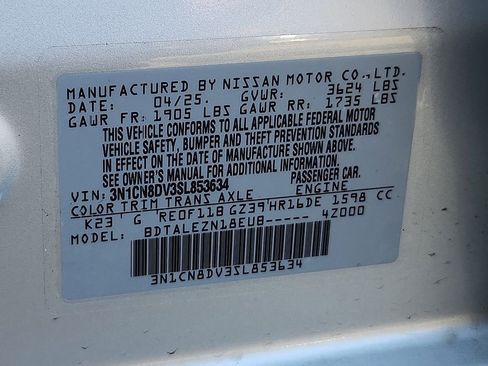 MANUFACTURED BY NISSAN MOTOR CO., LTD.
DATE: 04/25. GVWR: 3624 LBS
GAWR FR: 1905 LBS GAWR RR: 1735 LBS
THIS VEHICLE CONFORMS TO ALL APPLICABLE FEDERAL MOTOR
VEHICLE SAFETY, BUMPER AND THEFT PREVENTION STANDARDS
IN EFFECT ON THE DATE OF MANUFACTURE SHOWN ABOVE.
SEE OWNER'S MANUAL FOR ADDITIONAL INFORMATION.
VIN: 3N1CN8DV3SL853634 PASSENGER CAR.
COLOR TRIM TRANS AXLE ENGINE
K23 G RE0F11B GZ39 HR16DE 1598 CC
MODEL: BDTALEZN18EUB----- 4Z000
3N1CN8DV3SL853634